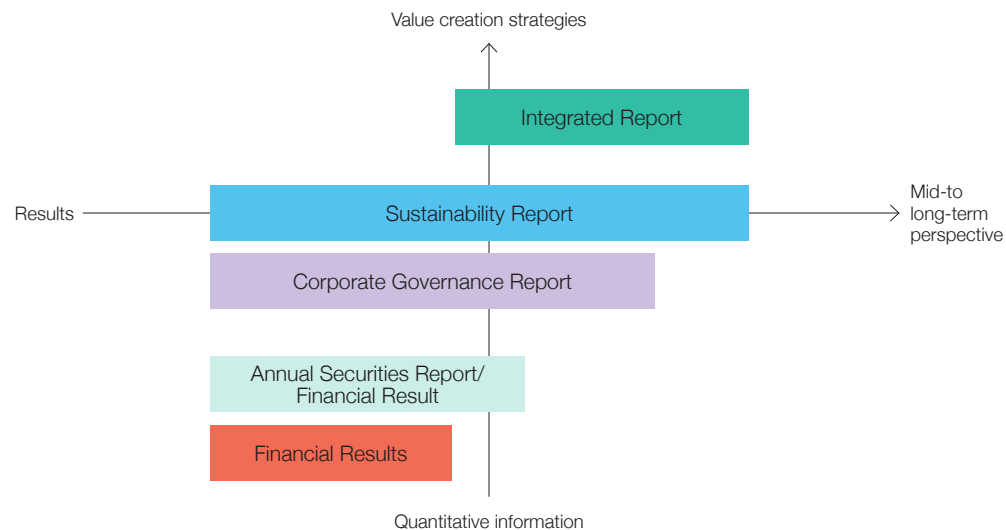 Value creation strategies
Integrated Report
Results
Sustainability Report
Mid-to
long-term
perspective
Corporate Governance Report
Annual Securities Report/
Financial Result
Financial Results
Quantitative information